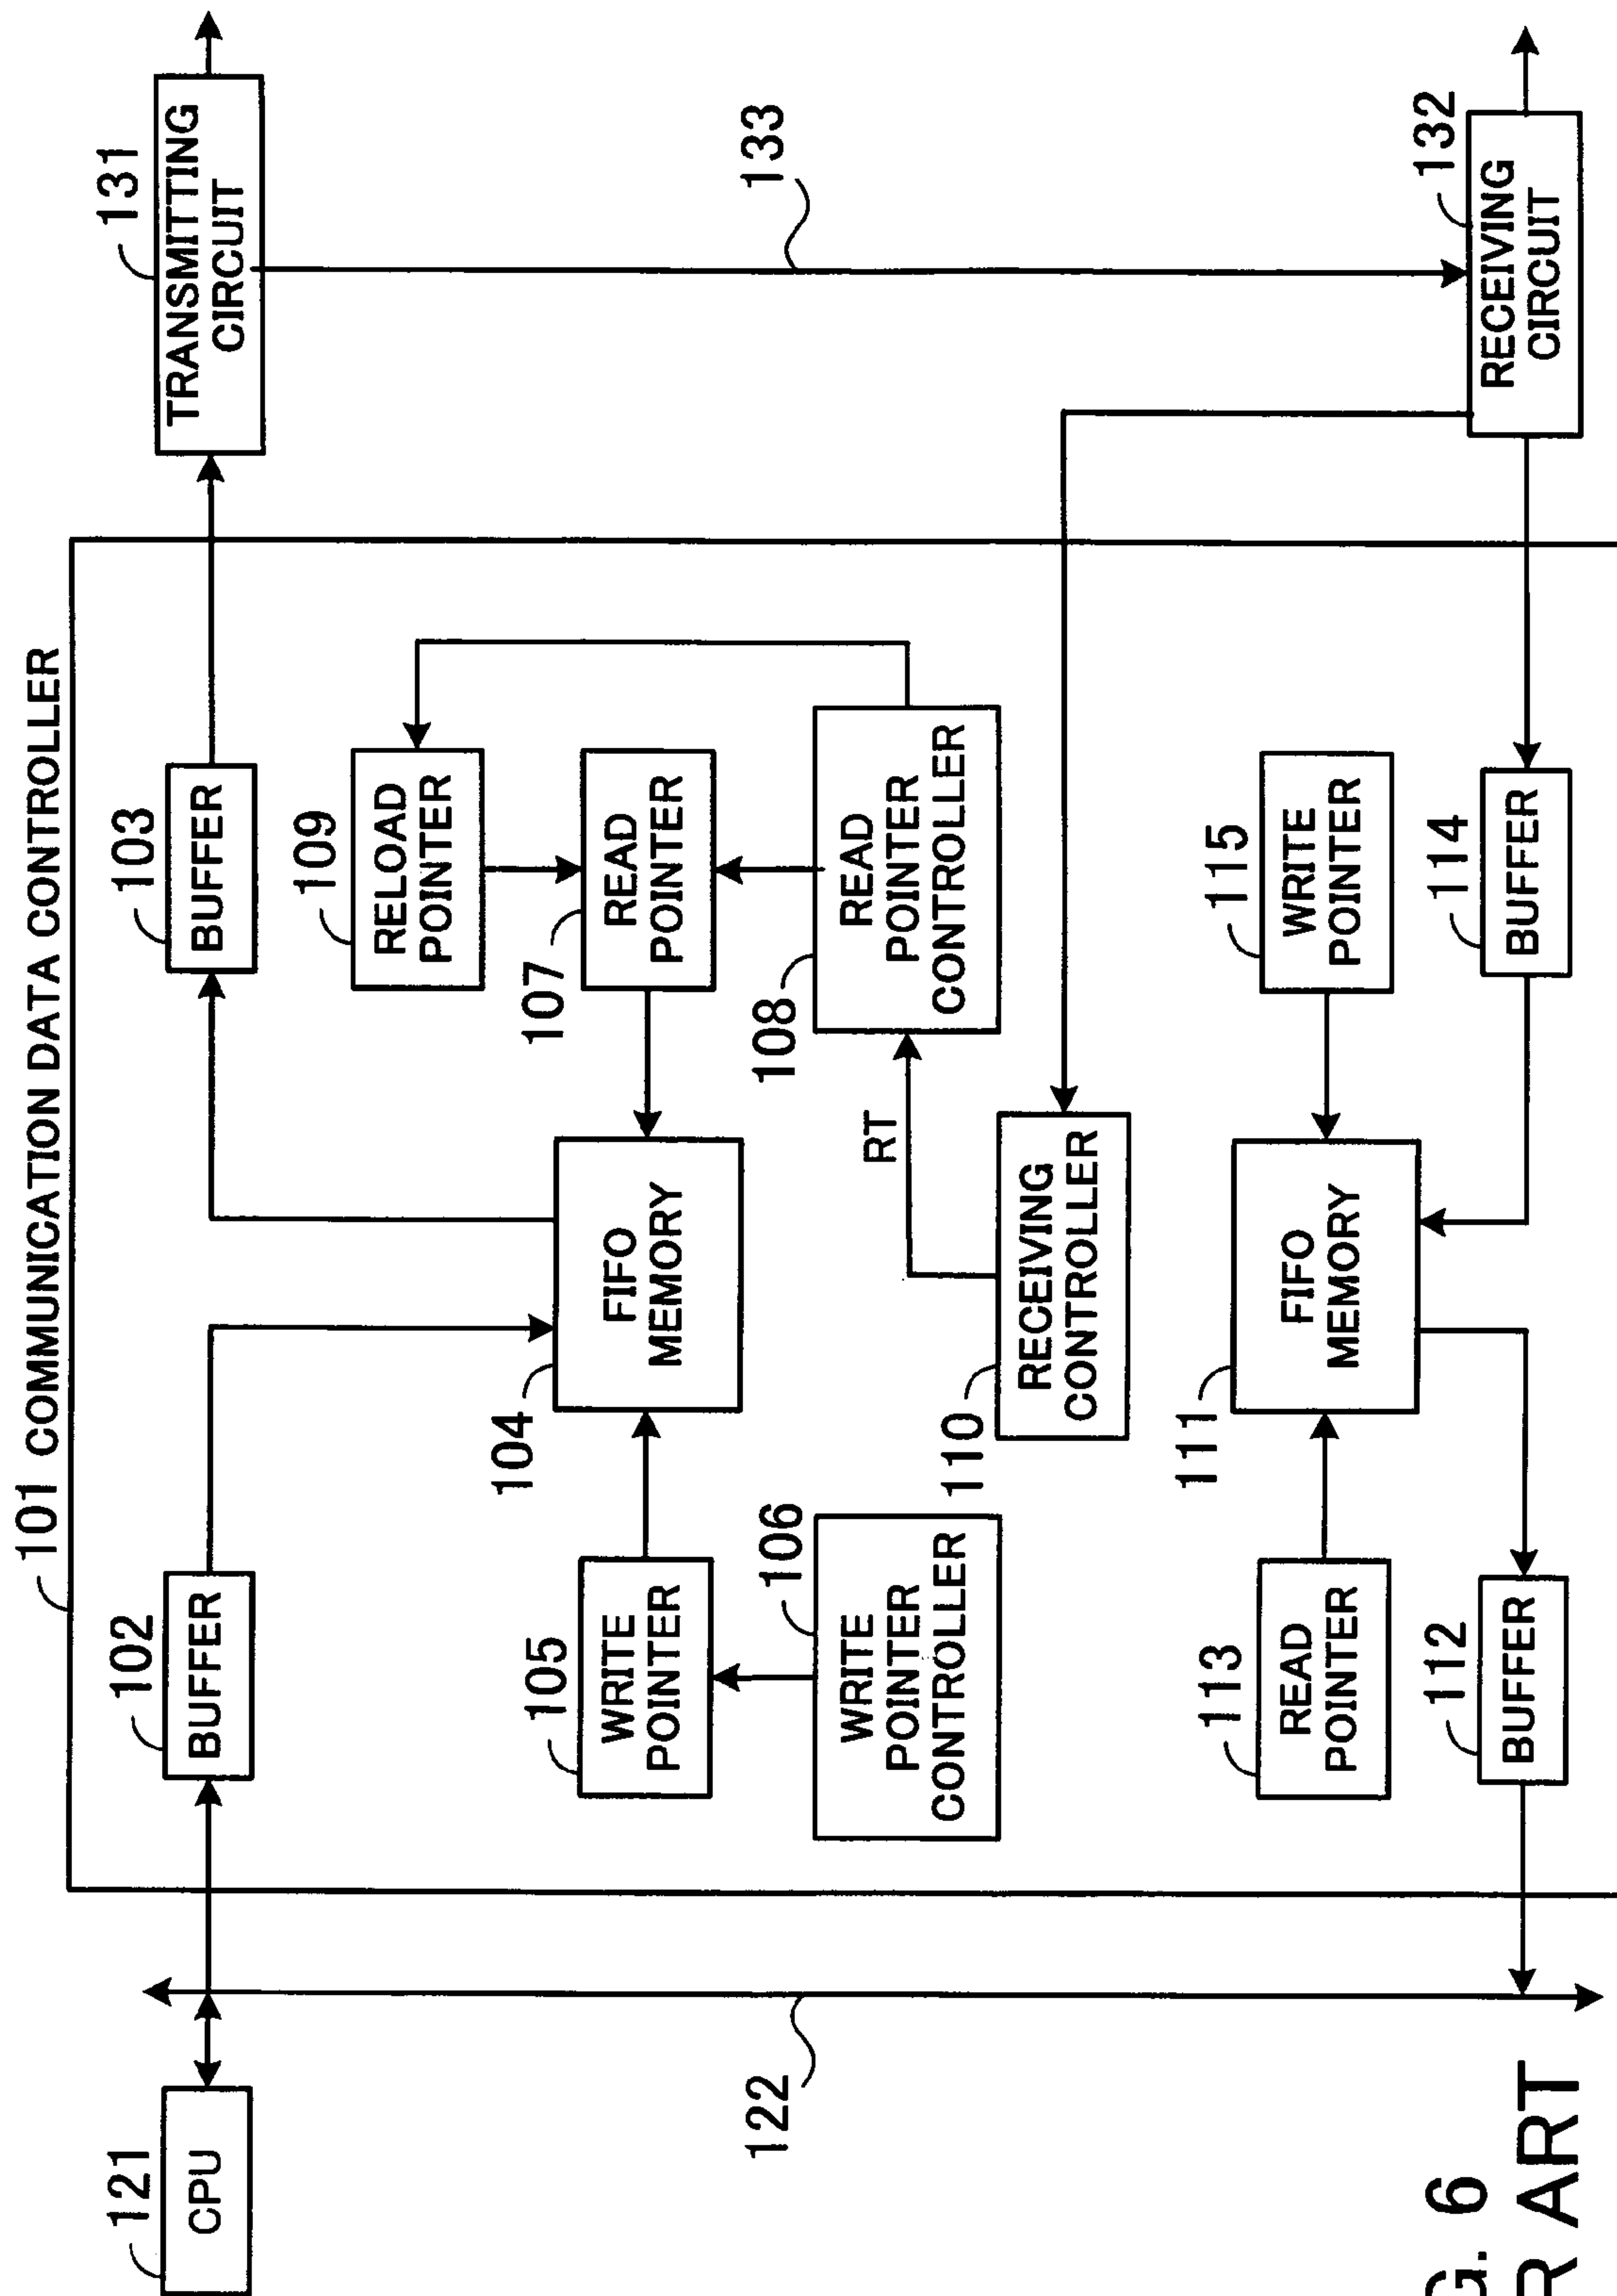 101 COMMUNICATION DATA CONTROLLER
121
CPU
122
102
BUFFER
103
BUFFER
131
TRANSMITTING
CIRCUIT
104
FIFO
MEMORY
105
WRITE
POINTER
106
WRITE
POINTER
CONTROLLER
109
RELOAD
POINTER
107
READ
POINTER
108
READ
POINTER
CONTROLLER
RT
110
RECEIVING
CONTROLLER
133
111
FIFO
MEMORY
113
READ
POINTER
112
BUFFER
115
WRITE
POINTER
114
BUFFER
132
RECEIVING
CIRCUIT
6
ART